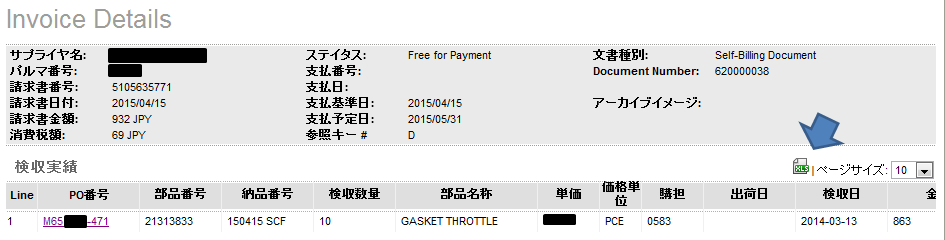 Invoice Details
サプライヤ名: ステイタス: Free for Payment 文書種別: Self-Billing Document
パルマ番号: 支払番号: Document Number: 620000038
請求書番号: 5105635771 支払日:
請求書日付: 2015/04/15 支払基準日: 2015/04/15 アーカイブイメージ:
請求書金額: 932 JPY 支払予定日: 2015/05/31
消費税額: 69 JPY 参照キー # D
検収実績 XLS | ページサイズ: 10
Line PO番号 部品番号 納品番号 検収数量 部品名称 単価 価格単位 購担 出荷日 検収日 金
1 M65 -471 21313833 150415 SCF 10 GASKET THROTTLE PCE 0583 2014-03-13 863